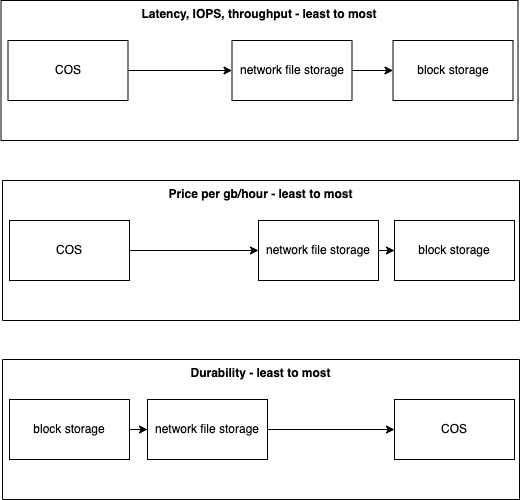 Latency, IOPS, throughput - least to most
COS
network file storage
block storage
Price per gb/hour - least to most
COS
network file storage
block storage
Durability - least to most
block storage
network file storage
COS